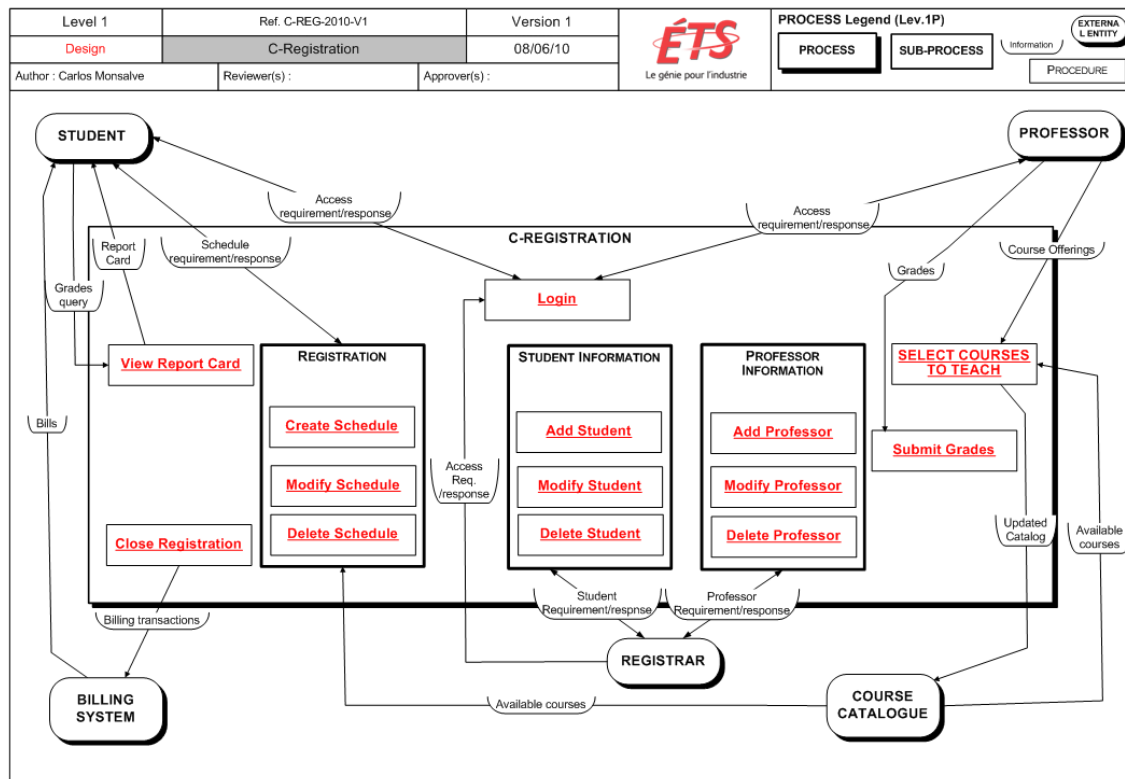 Level 1
Ref. C-REG-2010-V1
Version 1
Design
C-Registration
08/06/10
Author : Carlos Monsalve
Reviewer(s) :
Approver(s) :
ÉTS
Le génie pour l'industrie
PROCESS Legend (Lev.1P)
PROCESS
SUB-PROCESS
Information
EXTERNA
L ENTITY
PROCEDURE
STUDENT
PROFESSOR
Access
requirement/response
Access
requirement/response
C-REGISTRATION
Report
Card
Schedule
requirement/response
Grades
query
Grades
Course Offerings
Login
View Report Card
REGISTRATION
STUDENT INFORMATION
PROFESSOR
INFORMATION
SELECT COURSES
TO TEACH
Bills
Create Schedule
Add Student
Add Professor
Submit Grades
Access
Req.
/response
Modify Schedule
Modify Student
Modify Professor
Close Registration
Delete Schedule
Delete Student
Delete Professor
Updated
Catalog
Available
courses
Student
Requirement/respnse
Professor
Requirement/response
Billing transactions
REGISTRAR
BILLING
SYSTEM
Available courses
COURSE
CATALOGUE